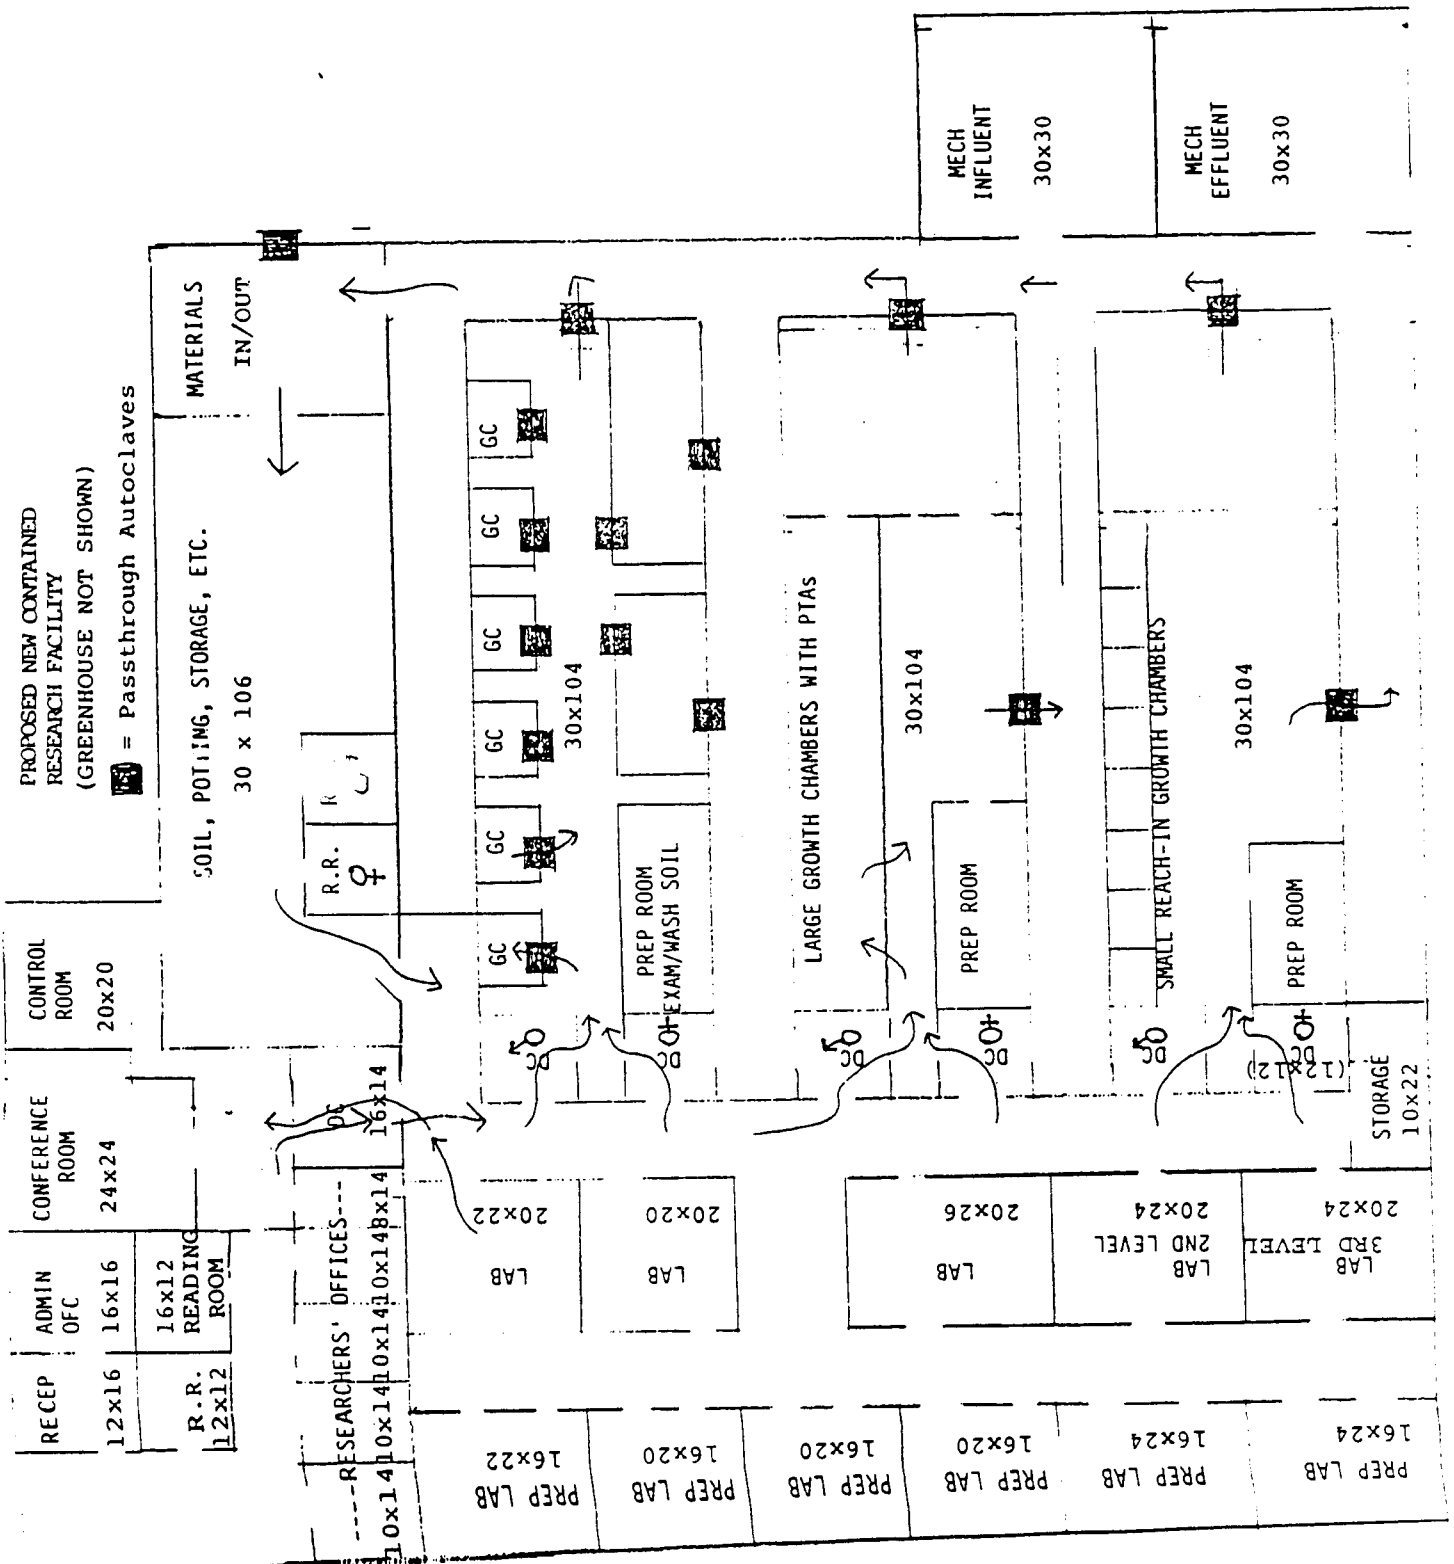 PROPOSED NEW CONTAINED
RESEARCH FACILITY
(GREENHOUSE NOT SHOWN)
= Passthrough Autoclaves
RECEP
12x16
ADMIN
OFC
16x16
CONFERENCE
ROOM
24x24
CONTROL
ROOM
20x20
R.R.
12x12
16x12
READING
ROOM
SOIL, POTTING, STORAGE, ETC.
30 x 106
MATERIALS
IN/OUT
R.R.
♀
R
----RESEARCHERS' OFFICES---
10x14
10x14
10x14
10x14
10x14
8x14
DC
16x14
GC
GC
GC
GC
GC
GC
30x104
PREP ROOM
EXAM/WASH SOIL
DC ♂
DC ♀
LARGE GROWTH CHAMBERS WITH PTAs
30x104
PREP ROOM
DC ♂
DC ♀
SMALL REACH-IN GROWTH CHAMBERS
30x104
PREP ROOM
DC ♂
DC ♀
(12x12)
STORAGE
10x22
MECH
INFLUENT
30x30
MECH
EFFLUENT
30x30
LAB
20x22
LAB
20x20
LAB
20x26
LAB
2ND LEVEL
20x24
LAB
3RD LEVEL
20x24
PREP LAB
16x22
PREP LAB
16x20
PREP LAB
16x20
PREP LAB
16x20
PREP LAB
16x24
PREP LAB
16x24